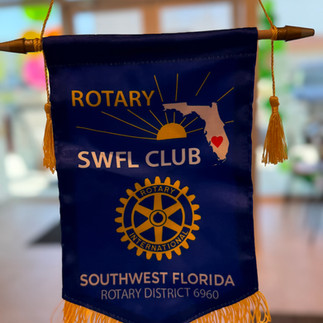 ROTARY
SWFL CLUB
ROTARY
INTERNATIONAL
SOUTHWEST FLORIDA
ROTARY DISTRICT 6960